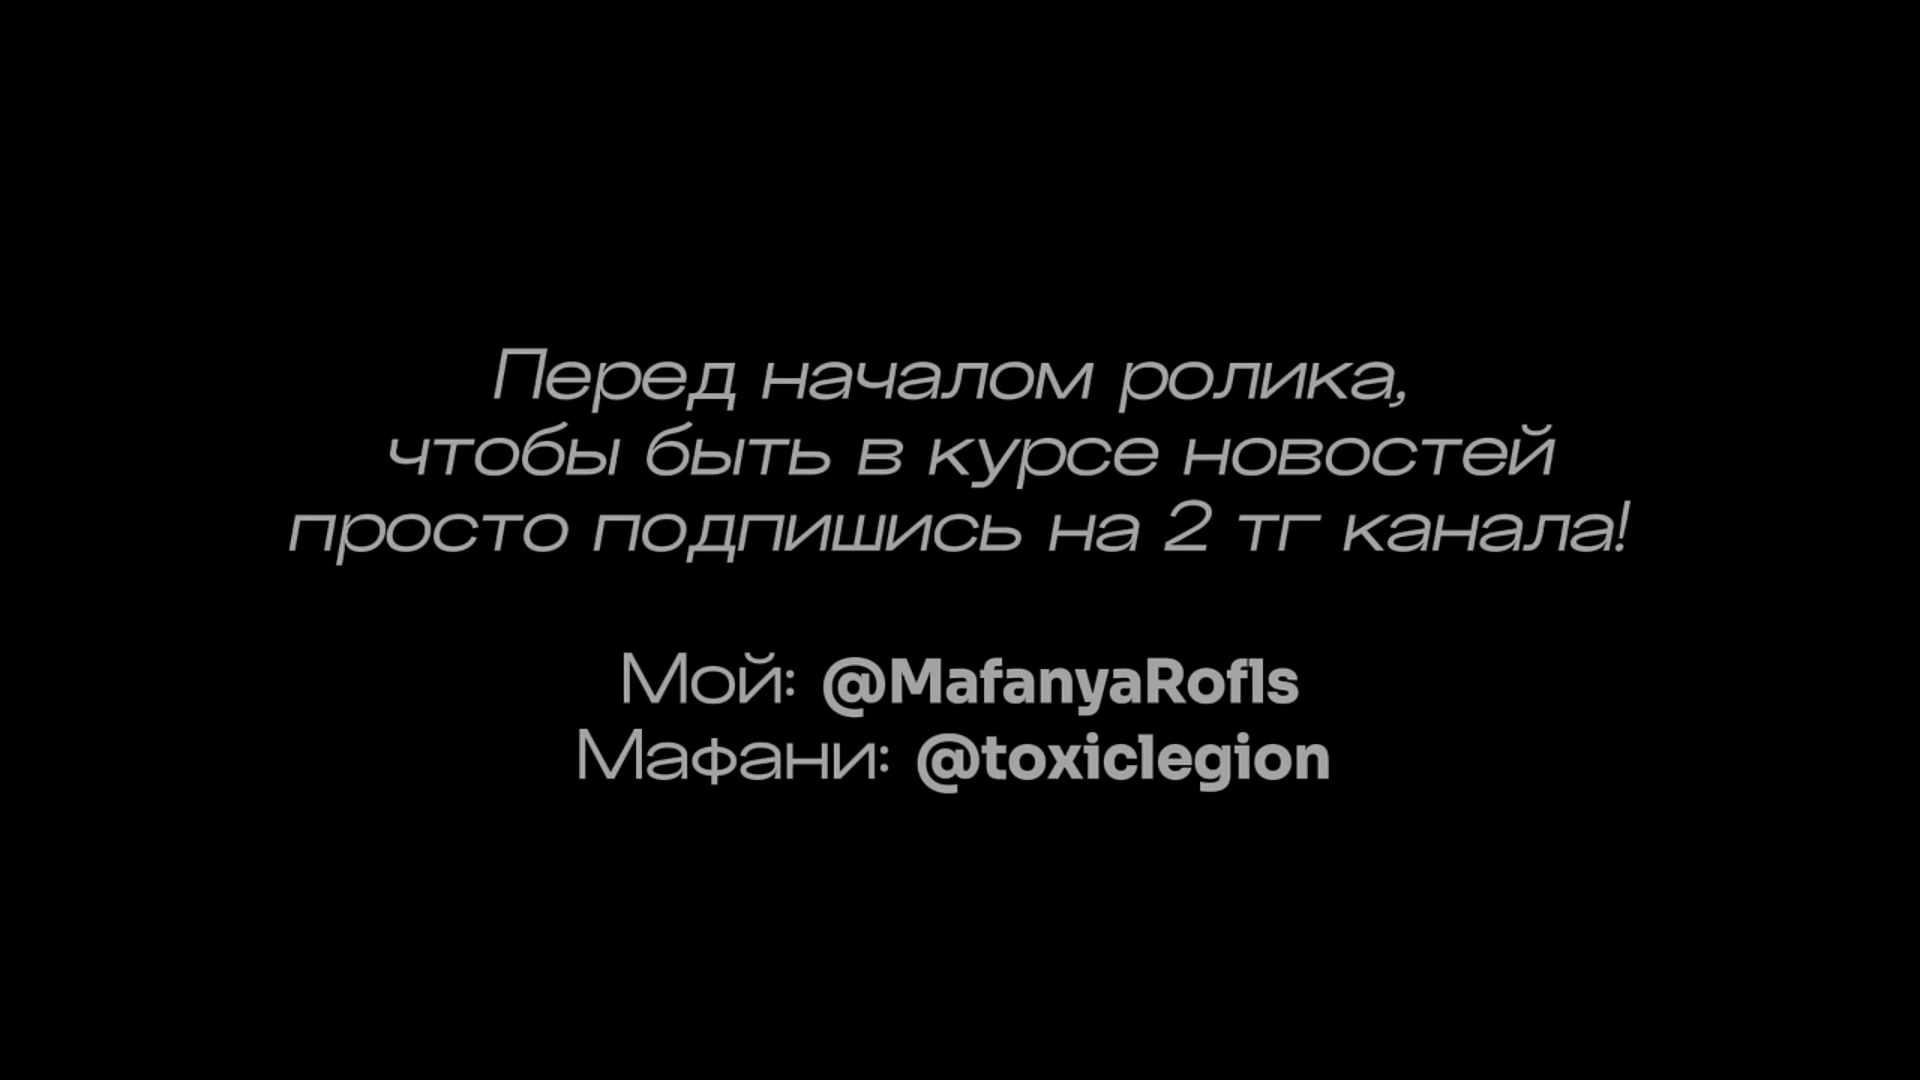 Перед началом ролика,
чтобы быть в курсе новостей
просто подпишись на 2 тг канала!
Мой: @MafanyaRofls
Мафани: @toxiclegion